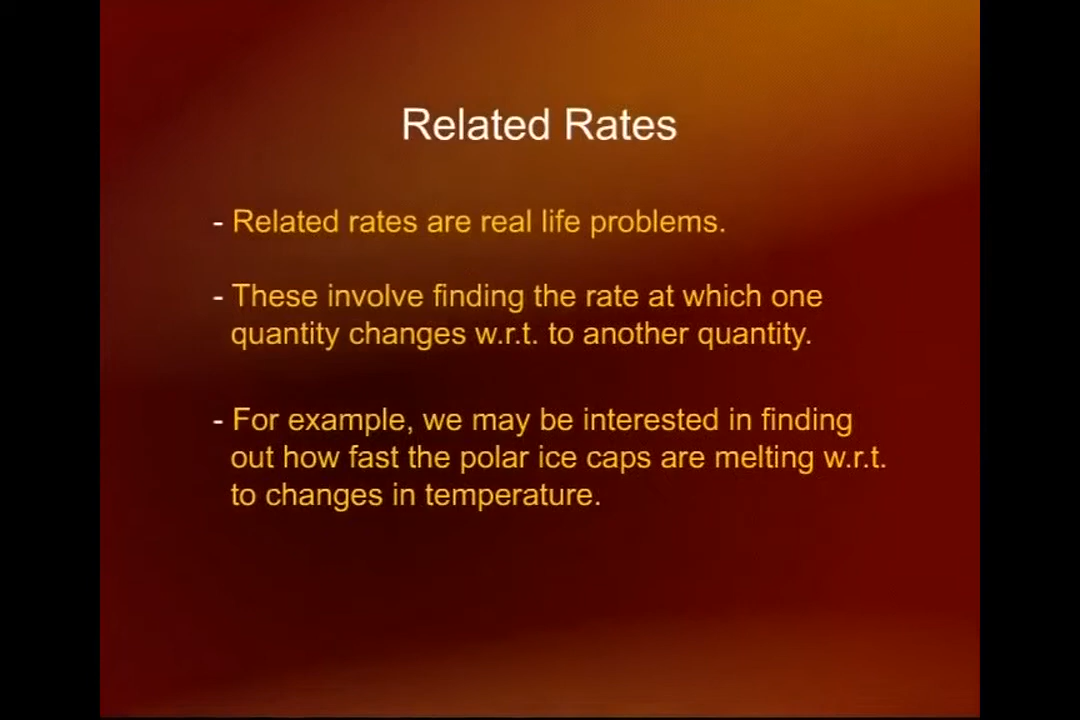 Related Rates
- Related rates are real life problems.
- These involve finding the rate at which one
quantity changes w.r.t. to another quantity.
- For example, we may be interested in finding
out how fast the polar ice caps are melting w.r.t.
to changes in temperature.